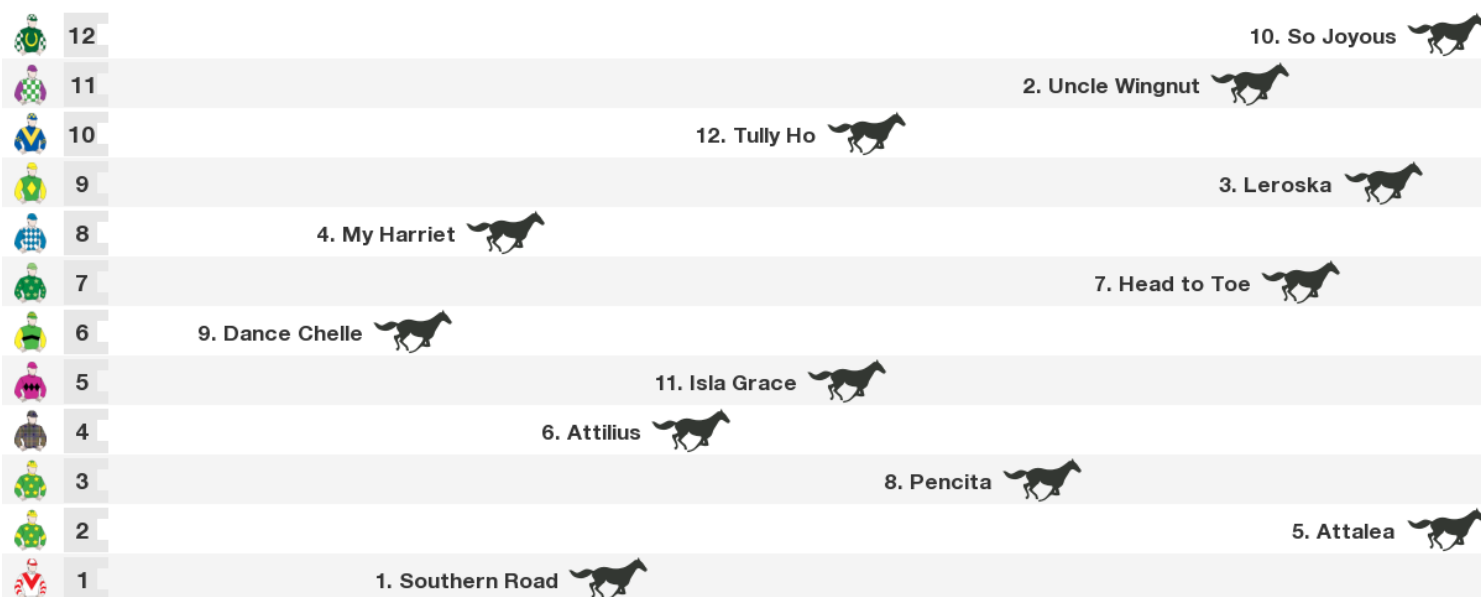 12 10. So Joyous
11 2. Uncle Wingnut
10 12. Tully Ho
9 3. Leroska
8 4. My Harriet
7 7. Head to Toe
6 9. Dance Chelle
5 11. Isla Grace
4 6. Attilius
3 8. Pencita
2 5. Attalea
1 1. Southern Road